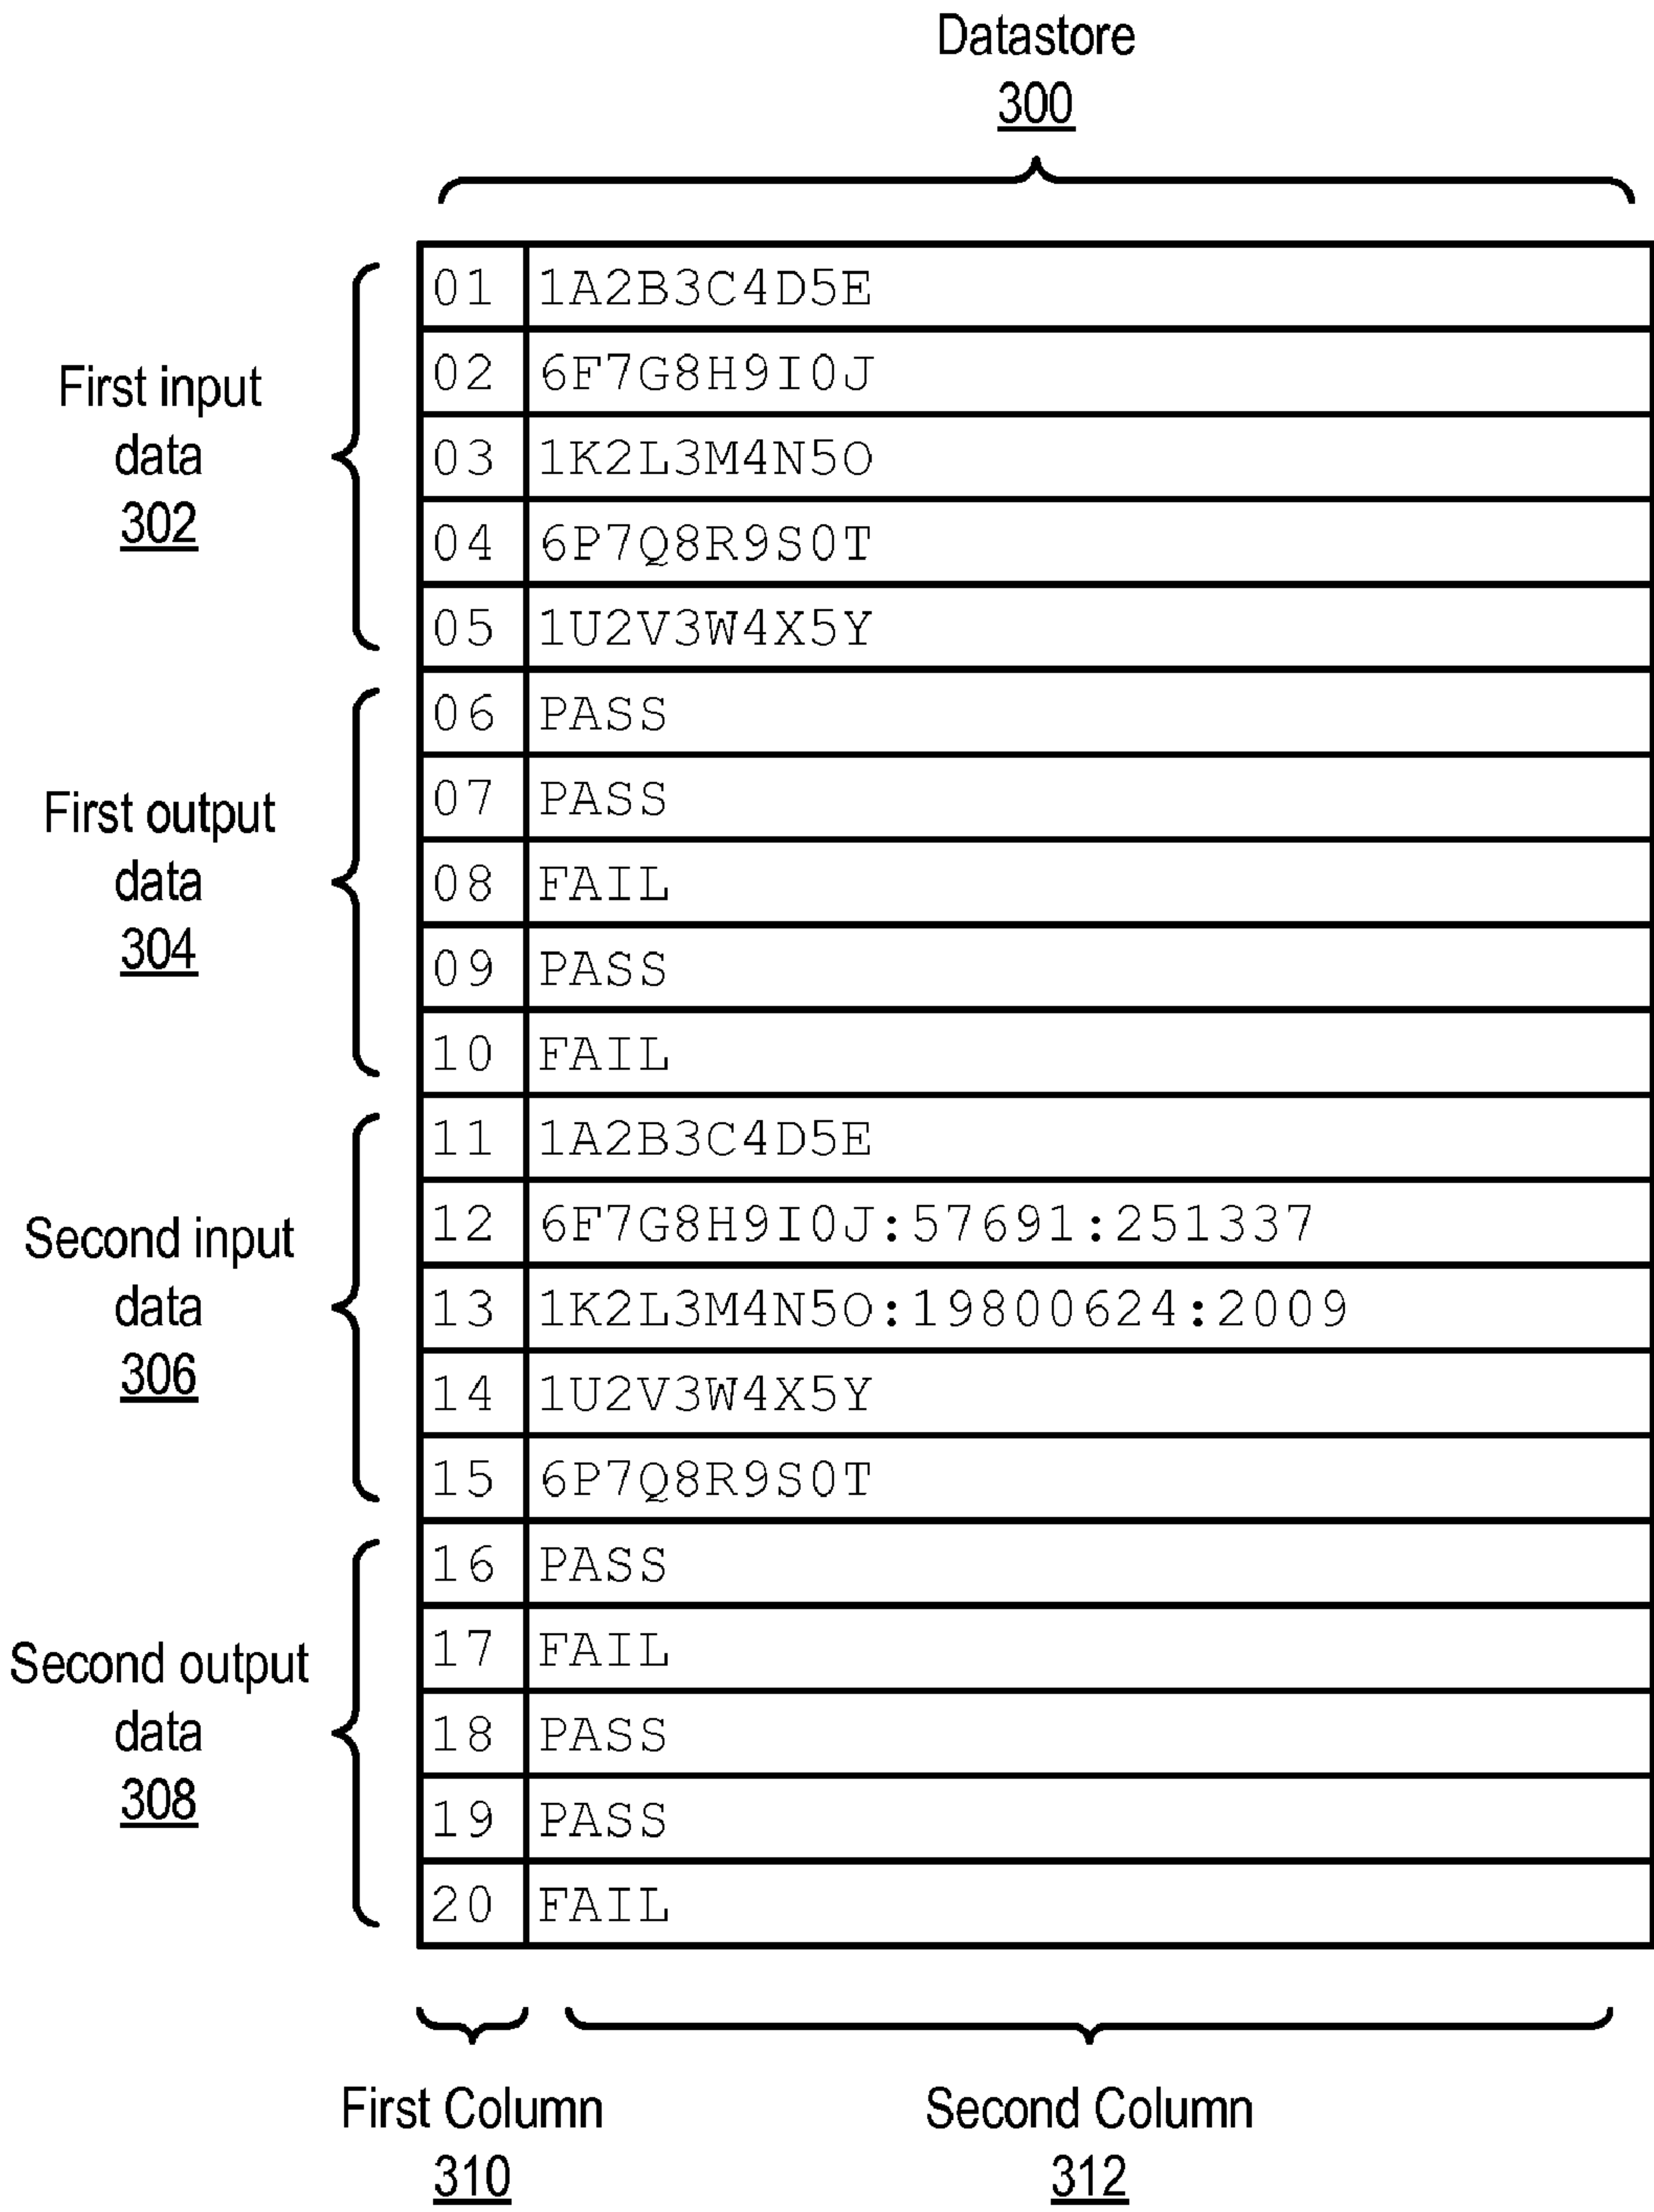 Datastore
300
First input
data
302
01 1A2B3C4D5E
02 6F7G8H9I0J
03 1K2L3M4N5O
04 6P7Q8R9S0T
05 1U2V3W4X5Y
First output
data
304
06 PASS
07 PASS
08 FAIL
09 PASS
10 FAIL
Second input
data
306
11 1A2B3C4D5E
12 6F7G8H9I0J:57691:251337
13 1K2L3M4N5O:19800624:2009
14 1U2V3W4X5Y
15 6P7Q8R9S0T
Second output
data
308
16 PASS
17 FAIL
18 PASS
19 PASS
20 FAIL
First Column
310
Second Column
312